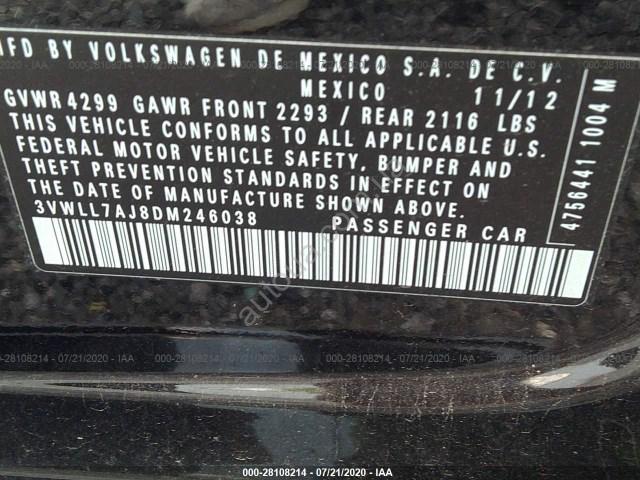 MFD BY VOLKSWAGEN DE MEXICO S.A. DE C.V.
MEXICO 11/12
GVWR 4299 GAWR FRONT 2293 / REAR 2116 LBS
THIS VEHICLE CONFORMS TO ALL APPLICABLE U.S.
FEDERAL MOTOR VEHICLE SAFETY, BUMPER AND
THEFT PREVENTION STANDARDS IN EFFECT ON
THE DATE OF MANUFACTURE SHOWN ABOVE.
3VWLL7AJ8DM246038 PASSENGER CAR
4756441 1004 M
000-28108214 - 07/21/2020 - IAA